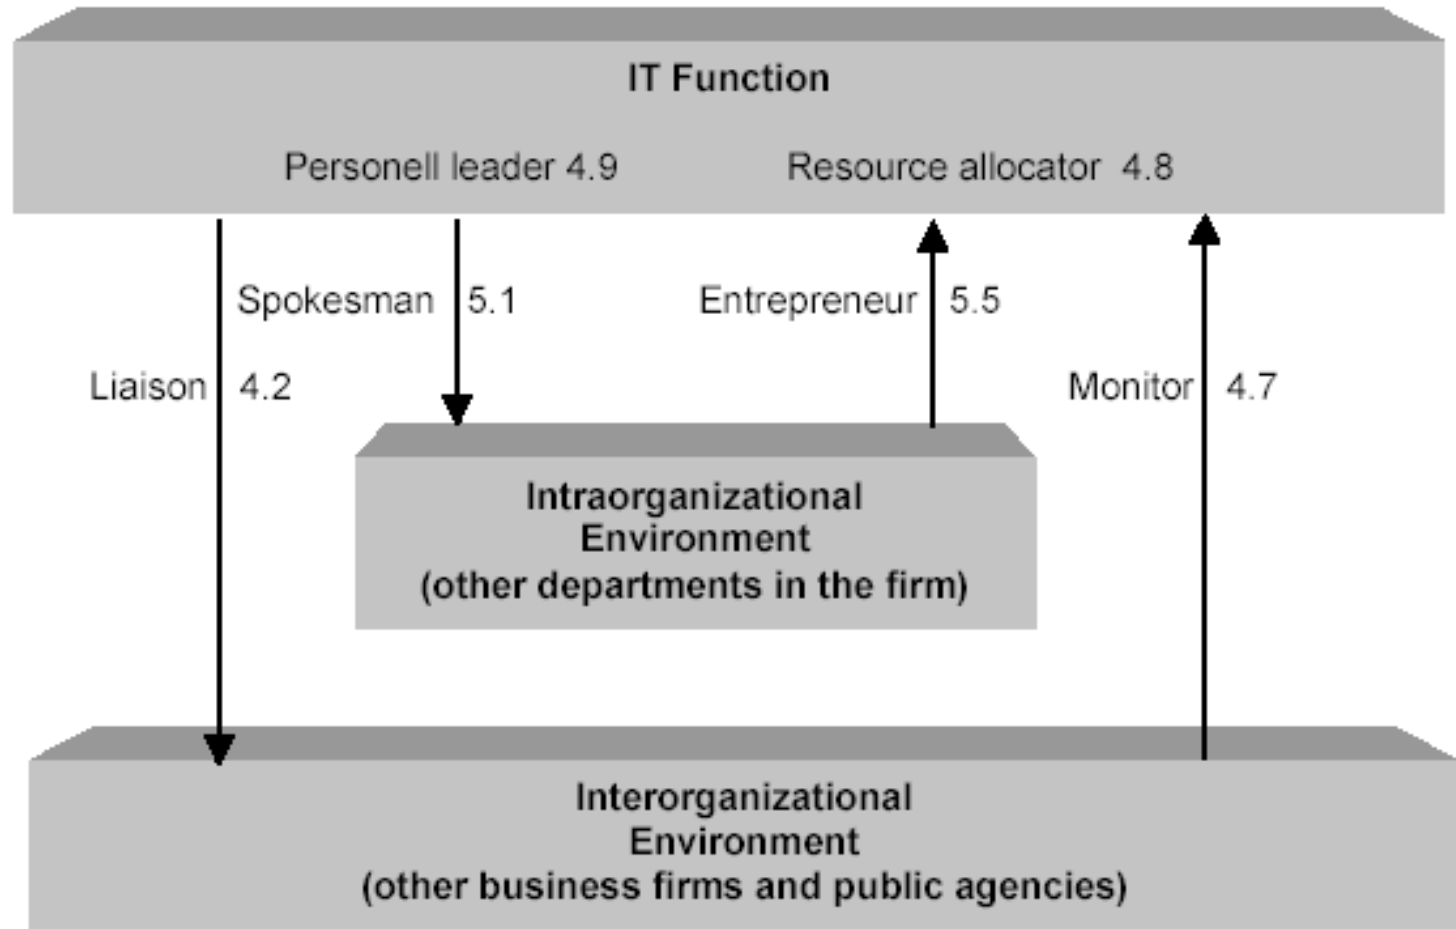 IT Function
Personell leader 4.9 Resource allocator 4.8
Spokesman 5.1 Entrepreneur 5.5
Liaison 4.2 Monitor 4.7
Intraorganizational
Environment
(other departments in the firm)
Interorganizational
Environment
(other business firms and public agencies)